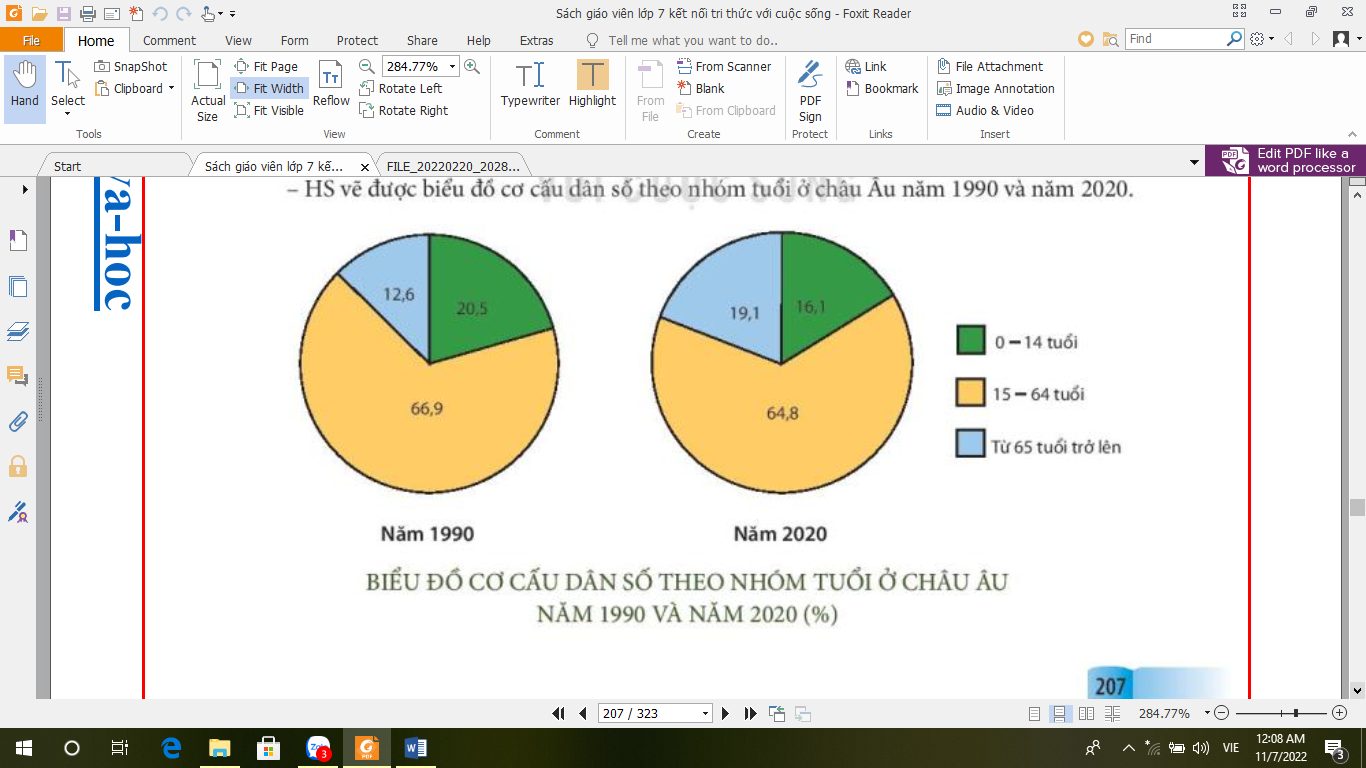 Sách giáo viên lớp 7 kết nối tri thức với cuộc sống - Foxit Reader
File Home Comment View Form Protect Share Help Extras Tell me what you want to do.. Find
Hand
Select
SnapShot
Clipboard
Tools
Actual Size
Fit Page
Fit Width
Fit Visible
Reflow
284.77%
Rotate Left
Rotate Right
View
Typewriter
Highlight
Comment
From File
From Scanner
Blank
From Clipboard
Create
PDF Sign
Protect
Link
Bookmark
Links
File Attachment
Image Annotation
Audio & Video
Insert
Start
Sách giáo viên lớp 7 kế...
FILE_20220220_2028...
Edit PDF like a
word processor
va-hoc
– HS vẽ được biểu đồ cơ cấu dân số theo nhóm tuổi ở châu Âu năm 1990 và năm 2020.
12,6
20,5
66,9
19,1
16,1
64,8
0 – 14 tuổi
15 – 64 tuổi
Từ 65 tuổi trở lên
Năm 1990
Năm 2020
BIỂU ĐỒ CƠ CẤU DÂN SỐ THEO NHÓM TUỔI Ở CHÂU ÂU
NĂM 1990 VÀ NĂM 2020 (%)
207
207 / 323
284.77%
3
VIE
12:08 AM
11/7/2022
3